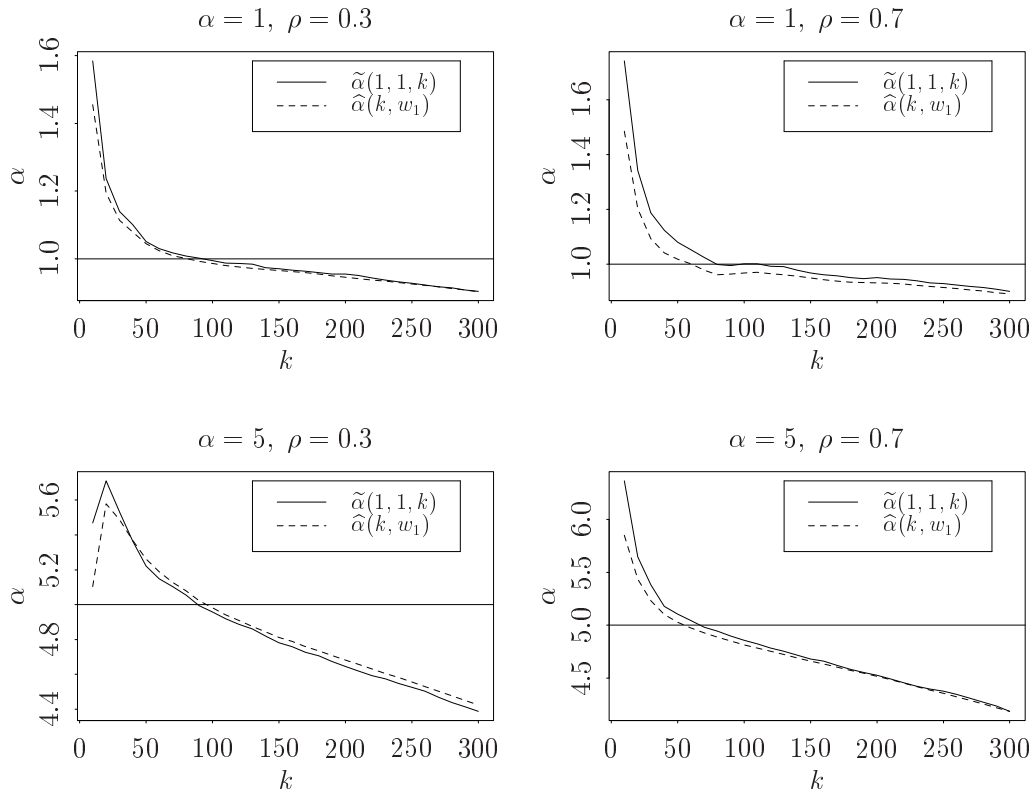 α = 1, ρ = 0.3
α
1.0 1.2 1.4 1.6
α̃(1, 1, k)
α̂(k, w₁)
0 50 100 150 200 250 300
k
α = 1, ρ = 0.7
α
1.0 1.2 1.4 1.6
α̃(1, 1, k)
α̂(k, w₁)
0 50 100 150 200 250 300
k
α = 5, ρ = 0.3
α
4.4 4.8 5.2 5.6
α̃(1, 1, k)
α̂(k, w₁)
0 50 100 150 200 250 300
k
α = 5, ρ = 0.7
α
4.5 5.0 5.5 6.0
α̃(1, 1, k)
α̂(k, w₁)
0 50 100 150 200 250 300
k